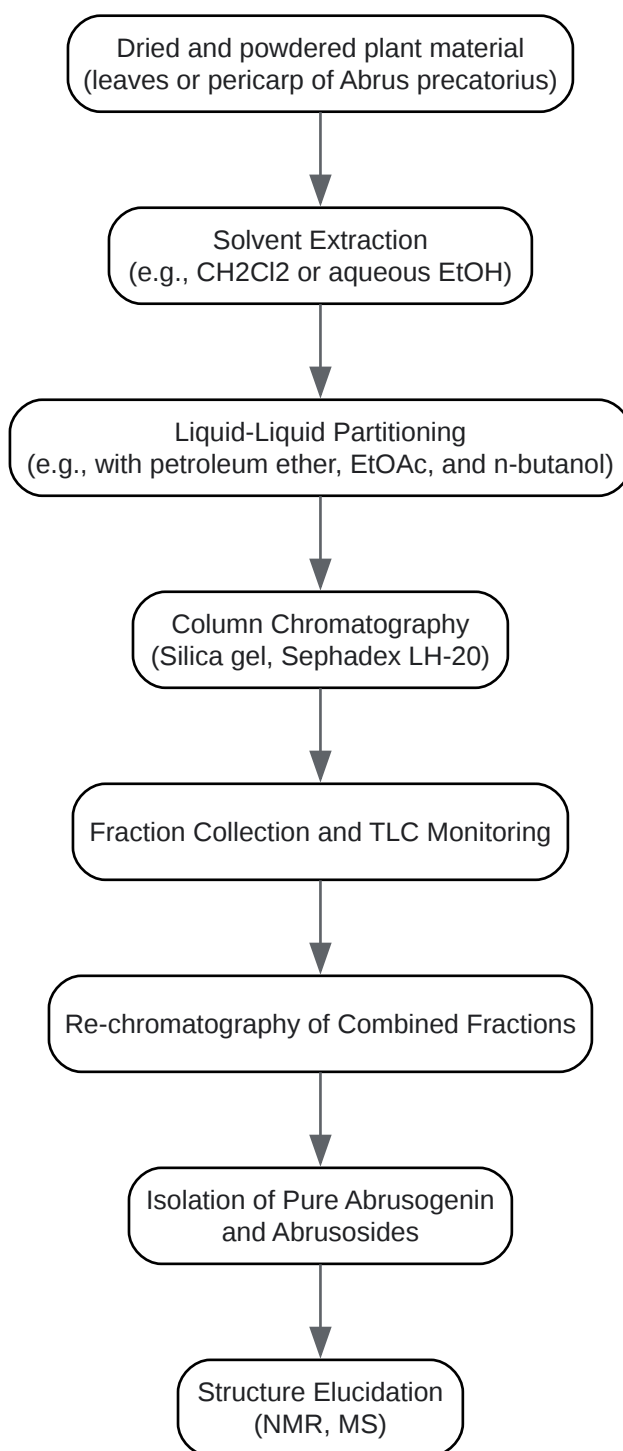 Dried and powdered plant material
(leaves or pericarp of Abrus precatorius)
Solvent Extraction
(e.g., CH2Cl2 or aqueous EtOH)
Liquid-Liquid Partitioning
(e.g., with petroleum ether, EtOAc, and n-butanol)
Column Chromatography
(Silica gel, Sephadex LH-20)
Fraction Collection and TLC Monitoring
Re-chromatography of Combined Fractions
Isolation of Pure Abrusogenin
and Abrusosides
Structure Elucidation
(NMR, MS)